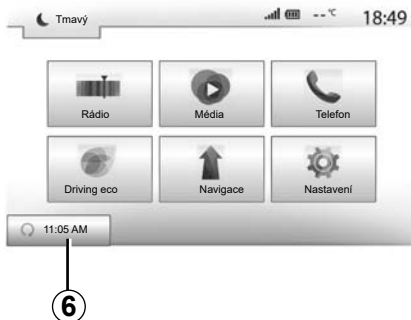 Tmavý
--°C
18:49
Rádio
Média
Telefon
Driving eco
Navigace
Nastavení
11:05 AM
6